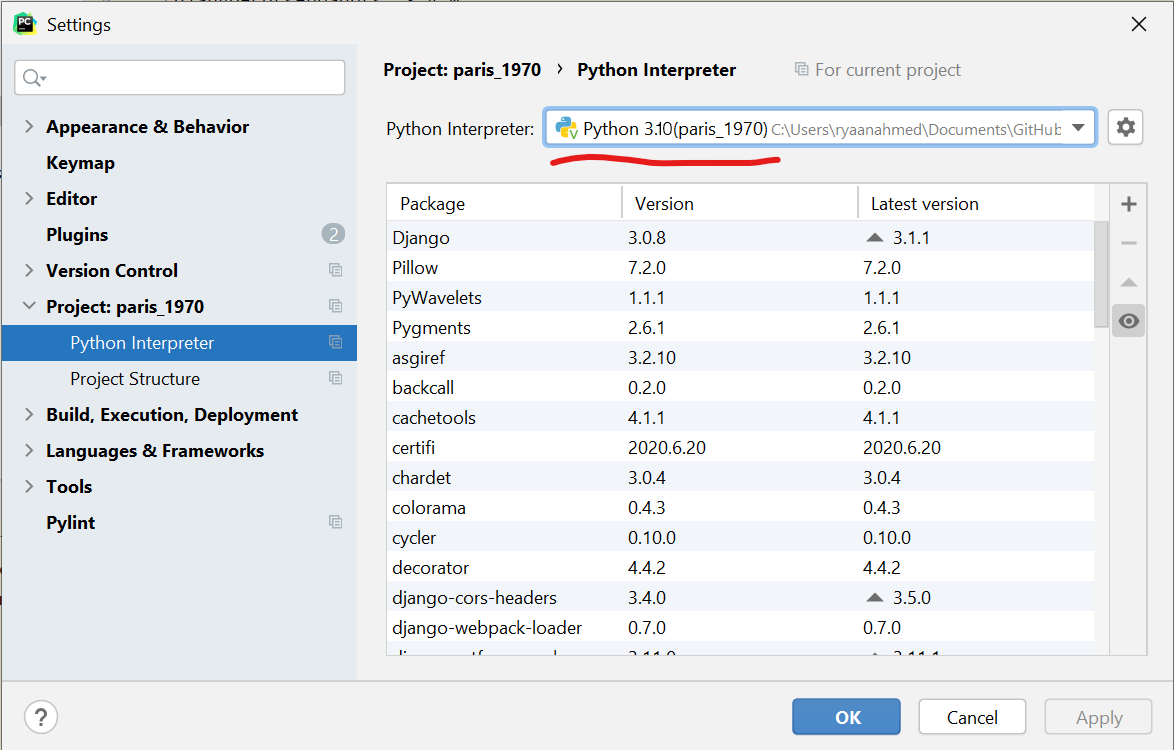 PC Settings
Project: paris_1970 › Python Interpreter For current project
Python Interpreter: Python 3.10(paris_1970) C:\Users\ryaanahmed\Documents\GitHub
Appearance & Behavior
Keymap
Editor
Plugins 2
Version Control
Project: paris_1970
Python Interpreter
Project Structure
Build, Execution, Deployment
Languages & Frameworks
Tools
Pylint
Package Version Latest version
Django 3.0.8 3.1.1
Pillow 7.2.0 7.2.0
PyWavelets 1.1.1 1.1.1
Pygments 2.6.1 2.6.1
asgiref 3.2.10 3.2.10
backcall 0.2.0 0.2.0
cachetools 4.1.1 4.1.1
certifi 2020.6.20 2020.6.20
chardet 3.0.4 3.0.4
colorama 0.4.3 0.4.3
cycler 0.10.0 0.10.0
decorator 4.4.2 4.4.2
django-cors-headers 3.4.0 3.5.0
django-webpack-loader 0.7.0 0.7.0
? OK Cancel Apply